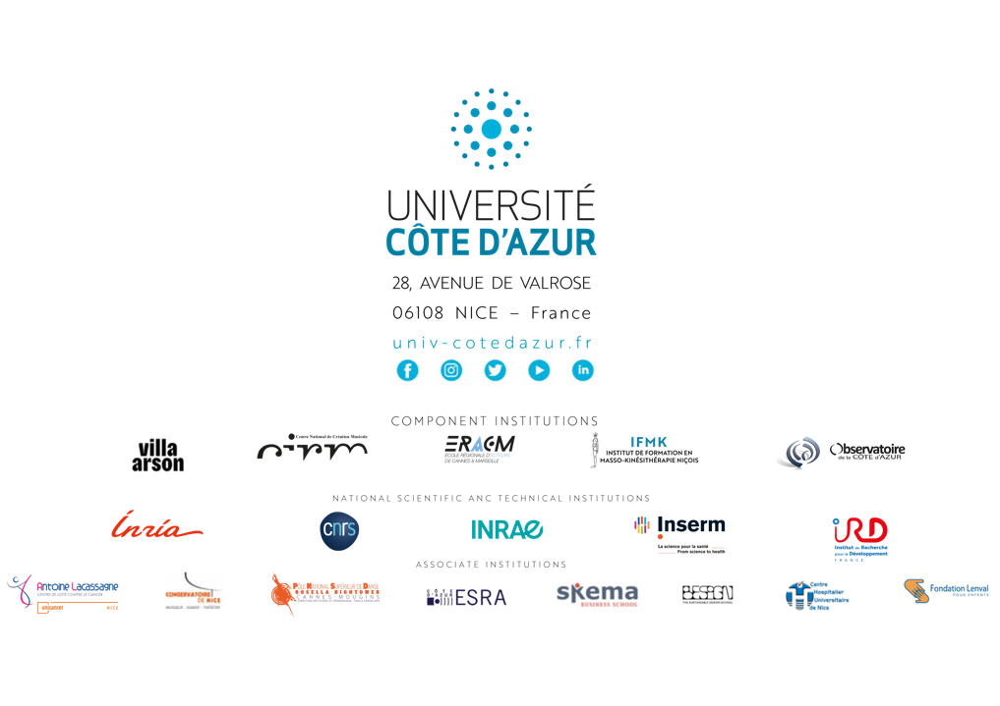 UNIVERSITÉ
CÔTE D'AZUR
28, AVENUE DE VALROSE
06108 NICE – France
univ-cotedazur.fr
COMPONENT INSTITUTIONS
villa
arson
Centre National de Création Musicale
cirm
ERACM
ÉCOLE RÉGIONALE D'ACTEURS
DE CANNES & MARSEILLE
IFMK
INSTITUT DE FORMATION EN
MASSO-KINÉSITHÉRAPIE NIÇOIS
Observatoire
de la CÔTE d'AZUR
NATIONAL SCIENTIFIC ANC TECHNICAL INSTITUTIONS
Inria
cnrs
INRAE
Inserm
La science pour la santé
From science to health
IRD
Institut de Recherche
pour le Développement
FRANCE
ASSOCIATE INSTITUTIONS
Antoine Lacassagne
CENTRE DE LUTTE CONTRE LE CANCER
unicancer NICE
CONSERVATOIRE
DE NICE
musique - danse - théâtre
PÔLE NATIONAL SUPÉRIEUR DE DANSE
ROSELLA HIGHTOWER
CANNES-MOUGINS
CÔTE
D'AZUR
ESRA
skema
BUSINESS SCHOOL
DESIGN
THE SUSTAINABLE DESIGN SCHOOL
Centre
Hospitalier
Universitaire
de Nice
Fondation Lenval
POUR ENFANTS